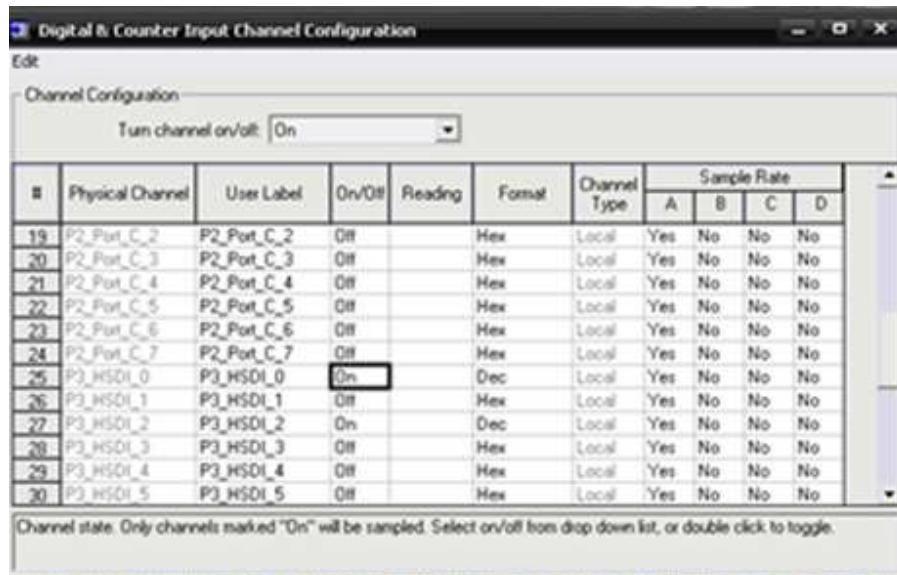 Digital & Counter Input Channel Configuration
Edit
Channel Configuration
Turn channel on/off: On
# Physical Channel User Label On/Off Reading Format Channel Type Sample Rate
A B C D
19 P2_Port_C_2 P2_Port_C_2 Off Hex Local Yes No No No
20 P2_Port_C_3 P2_Port_C_3 Off Hex Local Yes No No No
21 P2_Port_C_4 P2_Port_C_4 Off Hex Local Yes No No No
22 P2_Port_C_5 P2_Port_C_5 Off Hex Local Yes No No No
23 P2_Port_C_6 P2_Port_C_6 Off Hex Local Yes No No No
24 P2_Port_C_7 P2_Port_C_7 Off Hex Local Yes No No No
25 P3_HSDI_0 P3_HSDI_0 On Dec Local Yes No No No
26 P3_HSDI_1 P3_HSDI_1 Off Hex Local Yes No No No
27 P3_HSDI_2 P3_HSDI_2 On Dec Local Yes No No No
28 P3_HSDI_3 P3_HSDI_3 Off Hex Local Yes No No No
29 P3_HSDI_4 P3_HSDI_4 Off Hex Local Yes No No No
30 P3_HSDI_5 P3_HSDI_5 Off Hex Local Yes No No No
Channel state. Only channels marked "On" will be sampled. Select on/off from drop down list, or double click to toggle.